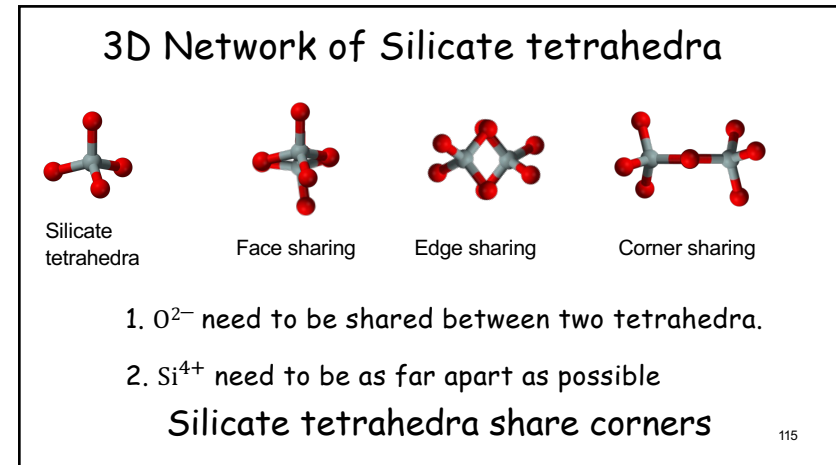 3D Network of Silicate tetrahedra
Silicate
tetrahedra
Face sharing
Edge sharing
Corner sharing
1. O²⁻ need to be shared between two tetrahedra.
2. Si⁴⁺ need to be as far apart as possible
Silicate tetrahedra share corners
115